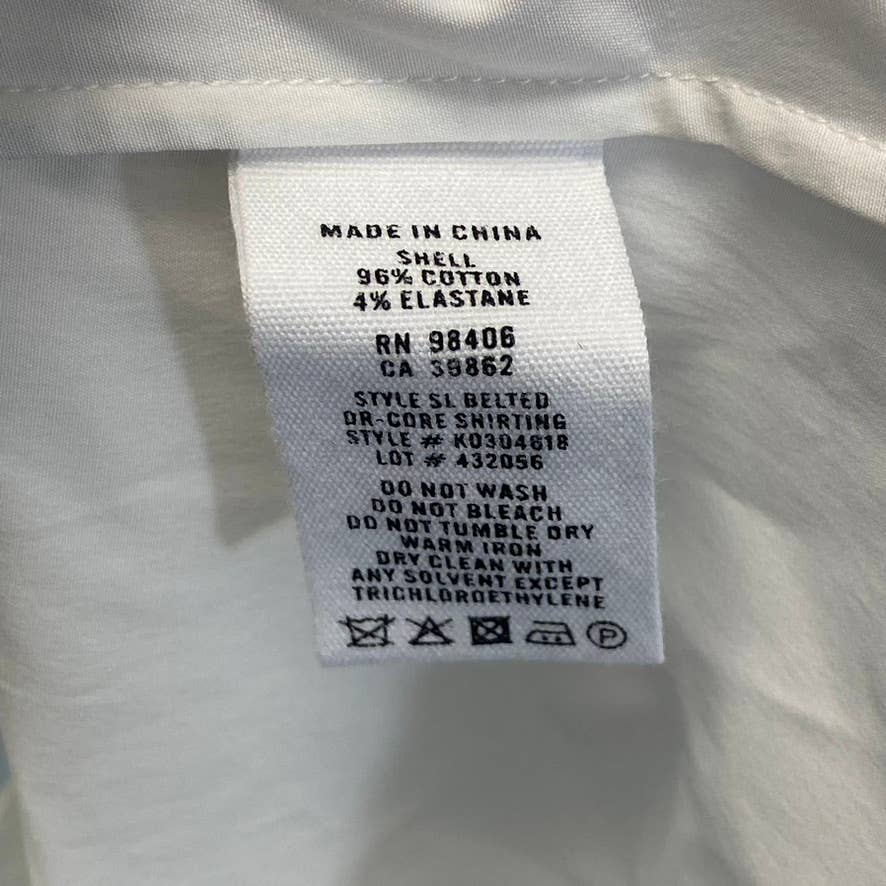 MADE IN CHINA
SHELL
96% COTTON
4% ELASTANE
RN 98406
CA 39862
STYLE SL BELTED
DR-CORE SHIRTING
STYLE # K0304618
LOT # 432056
DO NOT WASH
DO NOT BLEACH
DO NOT TUMBLE DRY
WARM IRON
DRY CLEAN WITH
ANY SOLVENT EXCEPT
TRICHLOROETHYLENE
P